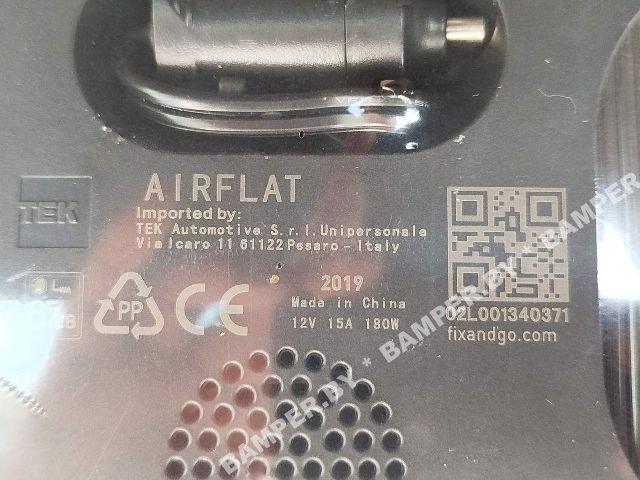 AIRFLAT
Imported by:
TEK Automotive S.r.l.Unipersonale
Via Icaro 11 61122 Pesaro - Italy
TEK
2019
Made in China
12V 15A 180W
PP
CE
02L001340371
fixandgo.com
BAMPER.BY * BAMPER.BY * BAMPER.BY * BAMPER